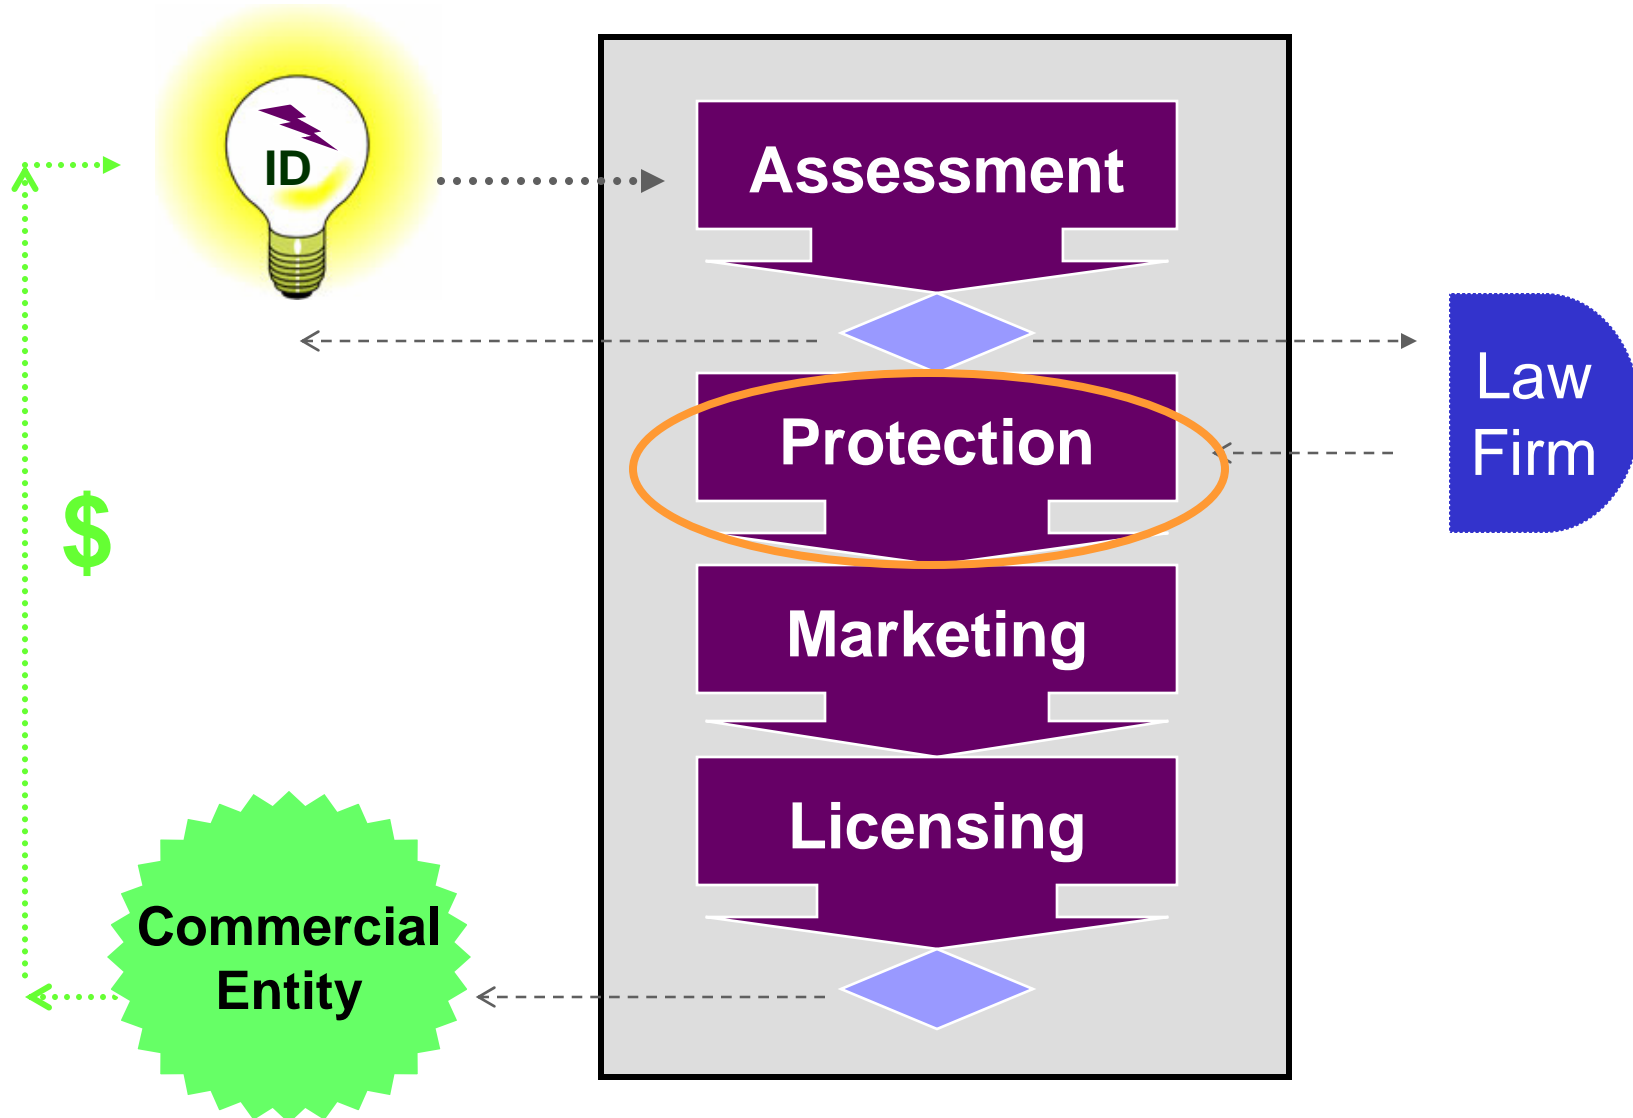 ID
Assessment
Law
Firm
Protection
$
Marketing
Licensing
Commercial
Entity